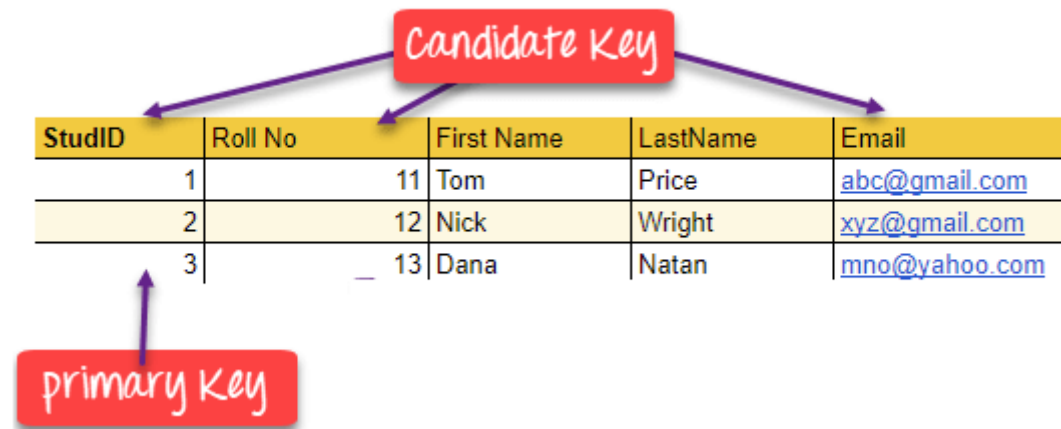 Candidate Key
StudID Roll No First Name LastName Email
1 11 Tom Price abc@gmail.com
2 12 Nick Wright xyz@gmail.com
3 13 Dana Natan mno@yahoo.com
primary Key